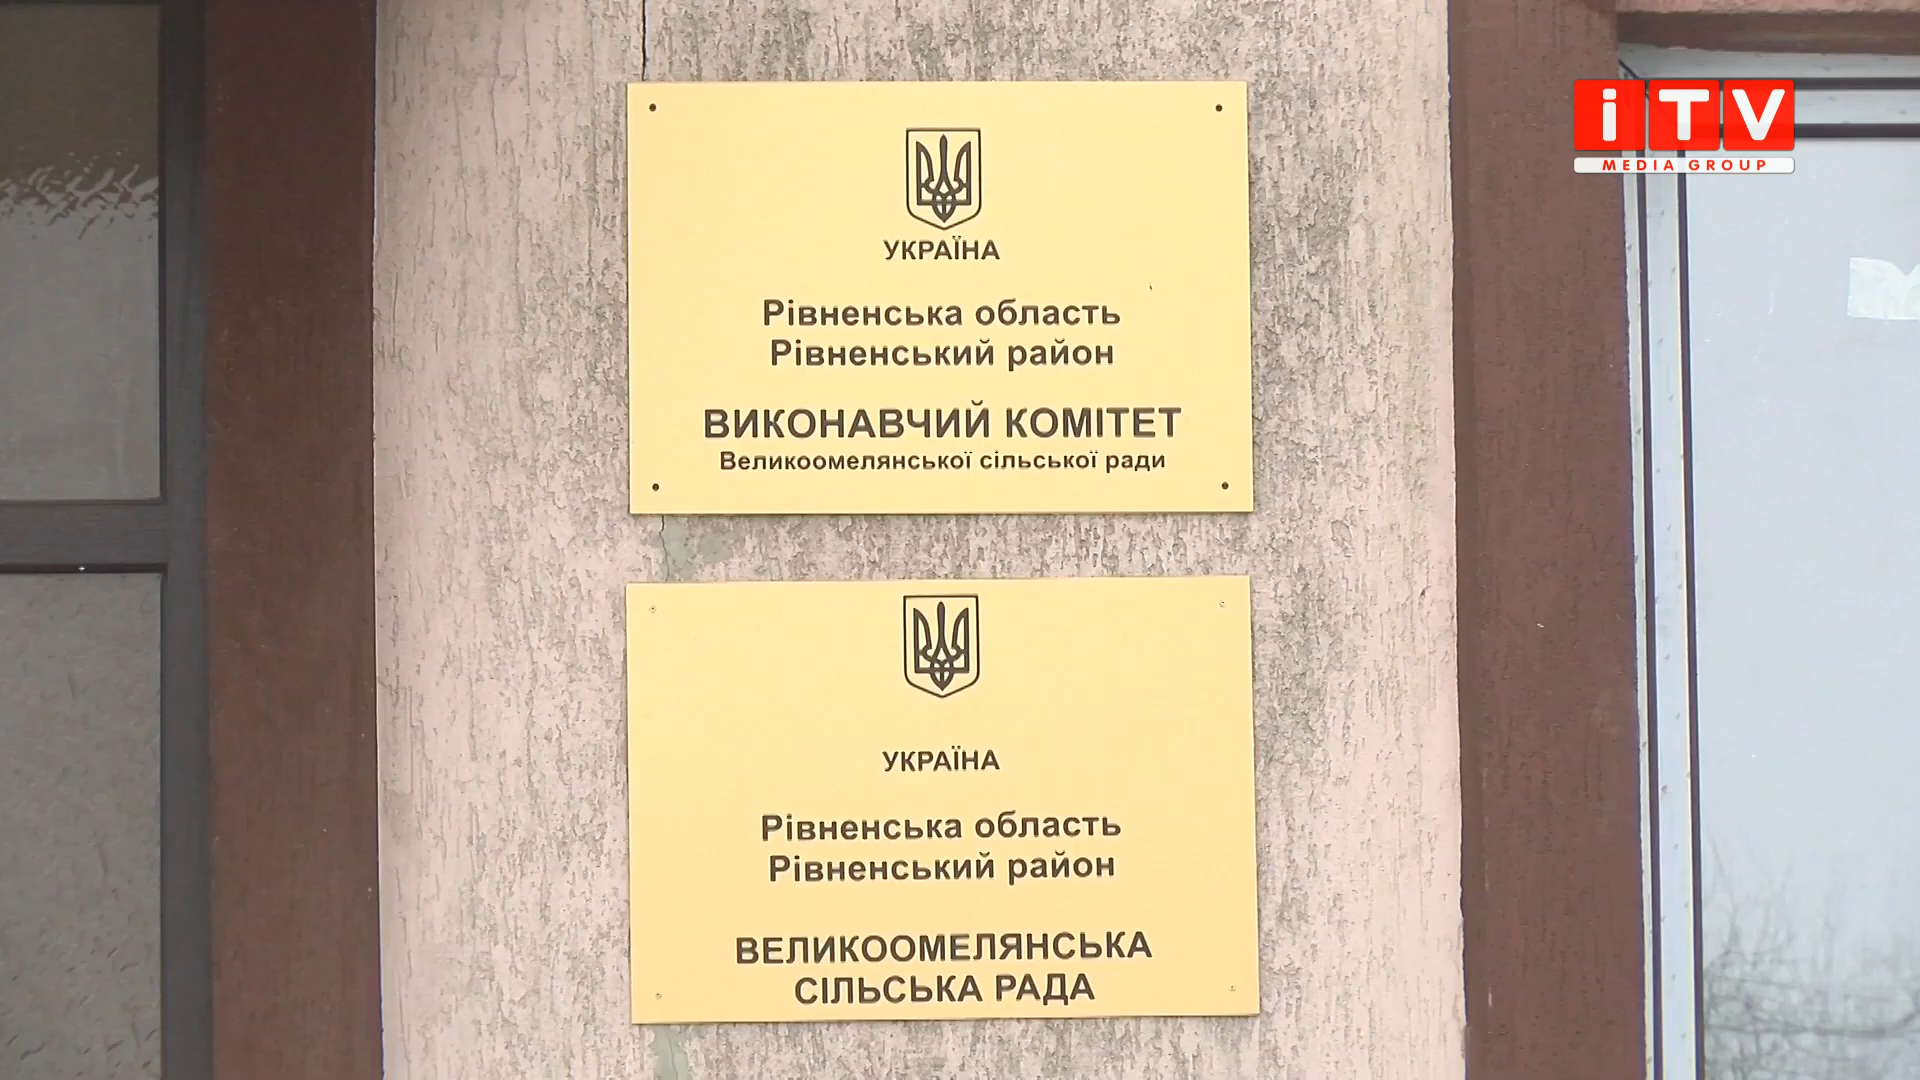 iTV
MEDIA GROUP
УКРАЇНА
Рівненська область
Рівненський район
ВИКОНАВЧИЙ КОМІТЕТ
Великоомелянської сільської ради
УКРАЇНА
Рівненська область
Рівненський район
ВЕЛИКООМЕЛЯНСЬКА
СІЛЬСЬКА РАДА